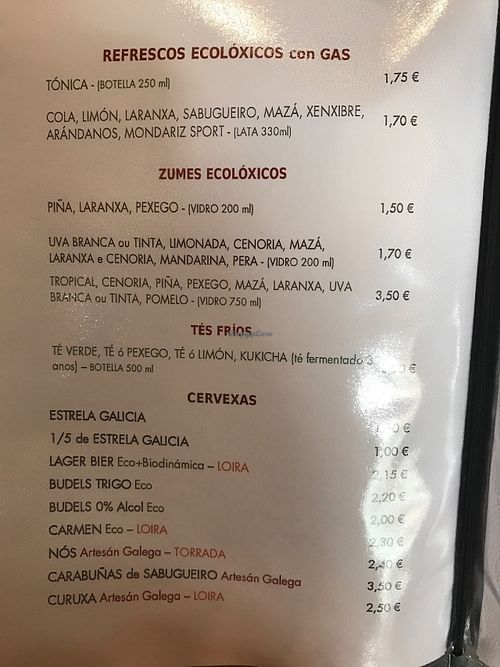 REFRESCOS ECOLÓXICOS con GAS
TÓNICA - (BOTELLA 250 ml) 1,75 €
COLA, LIMÓN, LARANXA, SABUGUEIRO, MAZÁ, XENXIBRE,
ARÁNDANOS, MONDARIZ SPORT - (LATA 330ml) 1,70 €
ZUMES ECOLÓXICOS
PIÑA, LARANXA, PEXEGO - (VIDRO 200 ml) 1,50 €
UVA BRANCA ou TINTA, LIMONADA, CENORIA, MAZÁ,
LARANXA e CENORIA, MANDARINA, PERA - (VIDRO 200 ml) 1,70 €
TROPICAL, CENORIA, PIÑA, PEXEGO, MAZÁ, LARANXA, UVA
BRANCA ou TINTA, POMELO - (VIDRO 750 ml) 3,50 €
TÉS FRÍOS
TÉ VERDE, TÉ ó PEXEGO, TÉ ó LIMÓN, KUKICHA (té fermentado 3
anos) – BOTELLA 500 ml €
CERVEXAS
ESTRELA GALICIA €
1/5 de ESTRELA GALICIA 1,00 €
LAGER BIER Eco+Biodinámica – LOIRA 2,15 €
BUDELS TRIGO Eco 2,20 €
BUDELS 0% Alcol Eco 2,00 €
CARMEN Eco – LOIRA 2,30 €
NÓS Artesán Galega – TORRADA 2,40 €
CARABUÑAS de SABUGUEIRO Artesán Galega 3,50 €
CURUXA Artesán Galega – LOIRA 2,50 €